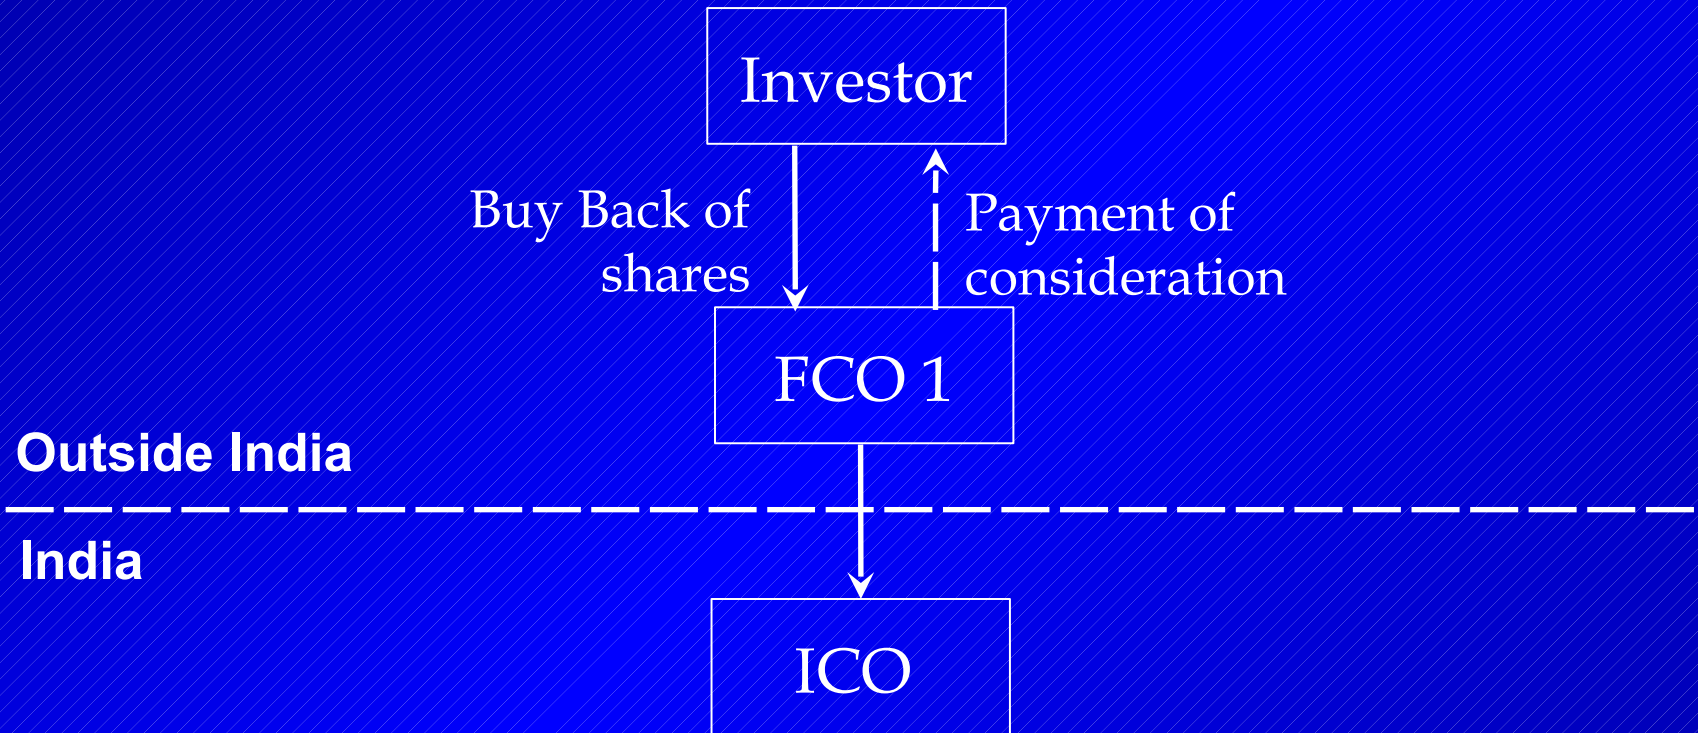 Investor
Buy Back of
shares
Payment of
consideration
FCO 1
Outside India
India
ICO